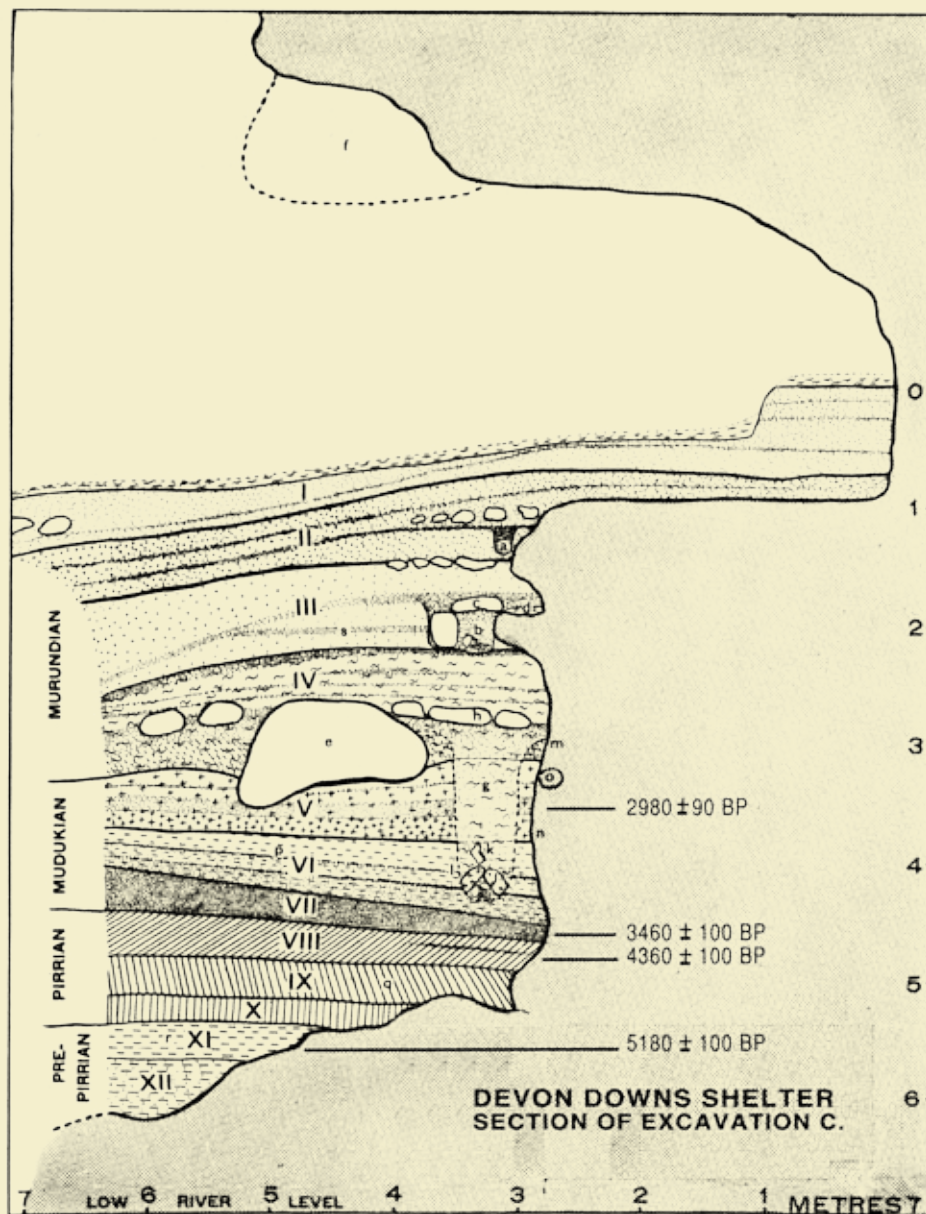 f
0
I
1
II
a
III
c
d
2
s
b
MURUNDIAN
IV
h
e
m
3
o
g
V
2980 ± 90 BP
n
MUDUKIAN
p
k
VI
4
l
VII
3460 ± 100 BP
VIII
4360 ± 100 BP
PIRRIAN
IX
q
5
X
XI
r
5180 ± 100 BP
PRE-
PIRRIAN
XII
DEVON DOWNS SHELTER
6
SECTION OF EXCAVATION C.
7 LOW 6 RIVER 5 LEVEL 4 3 2 1 METRES 7